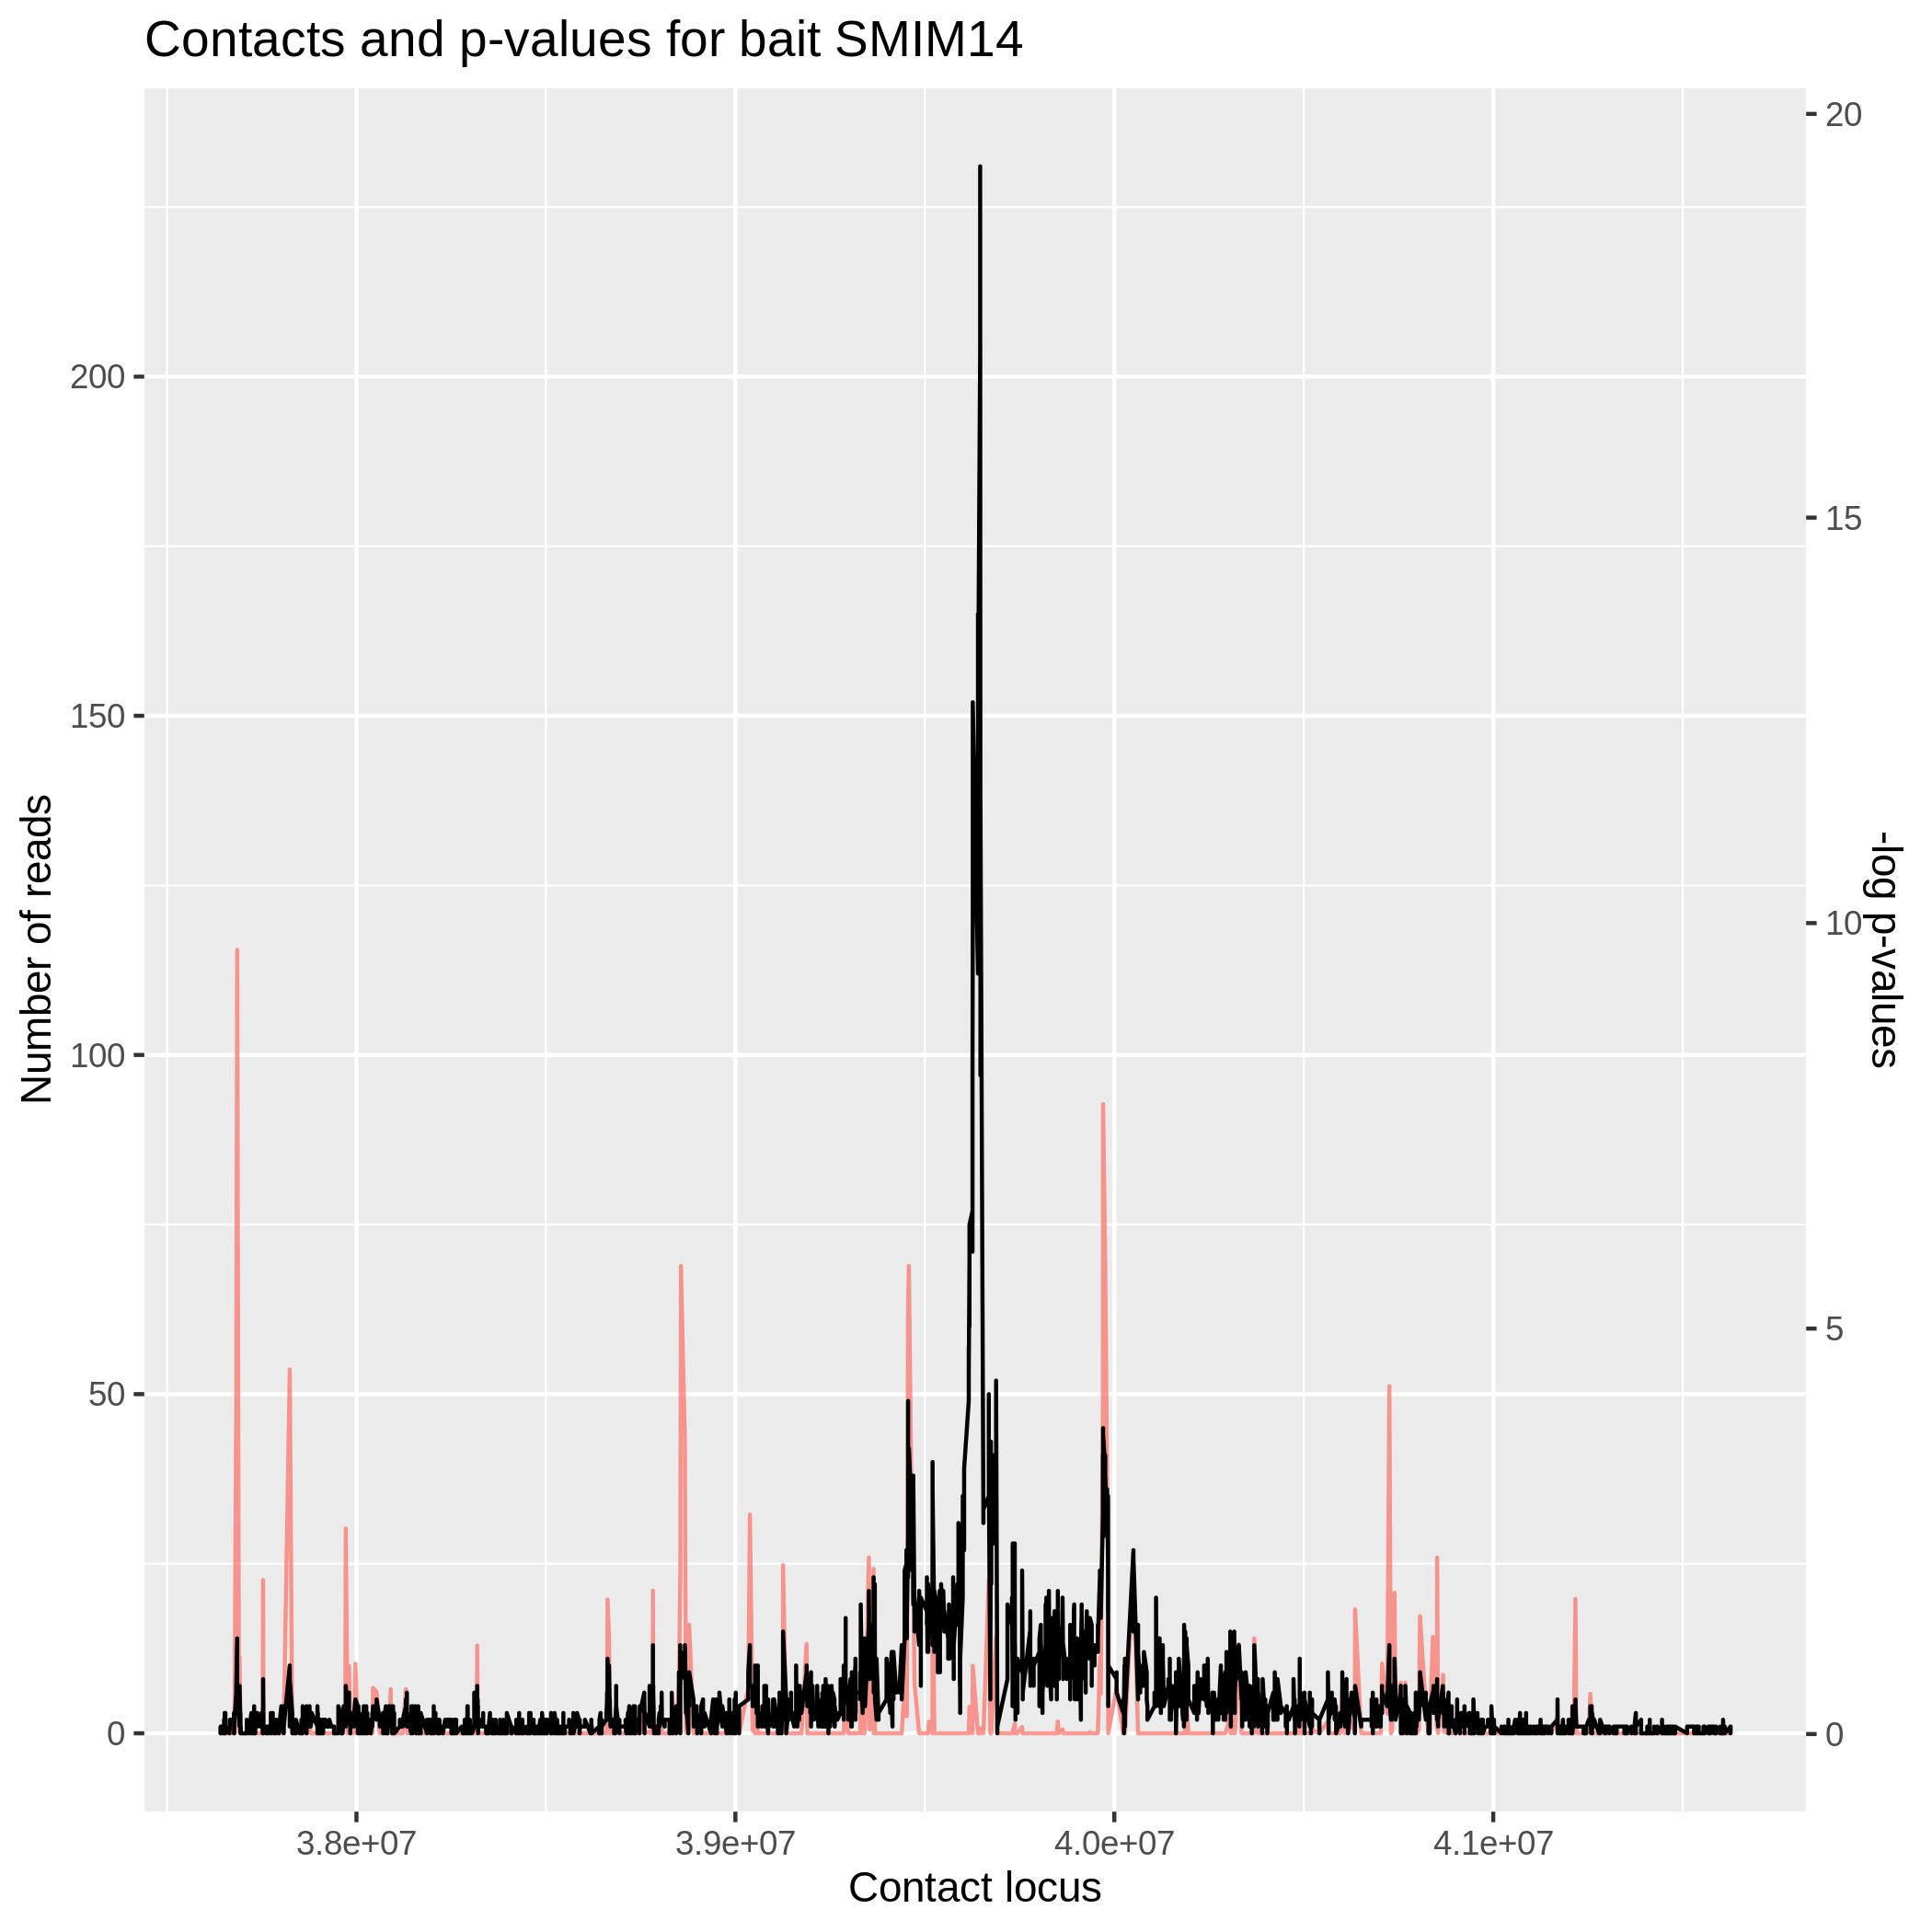 Contacts and p-values for bait SMIM14
Number of reads
200
150
100
50
0
20
15
10
5
0
-log p-values
3.8e+07 3.9e+07 4.0e+07 4.1e+07
Contact locus